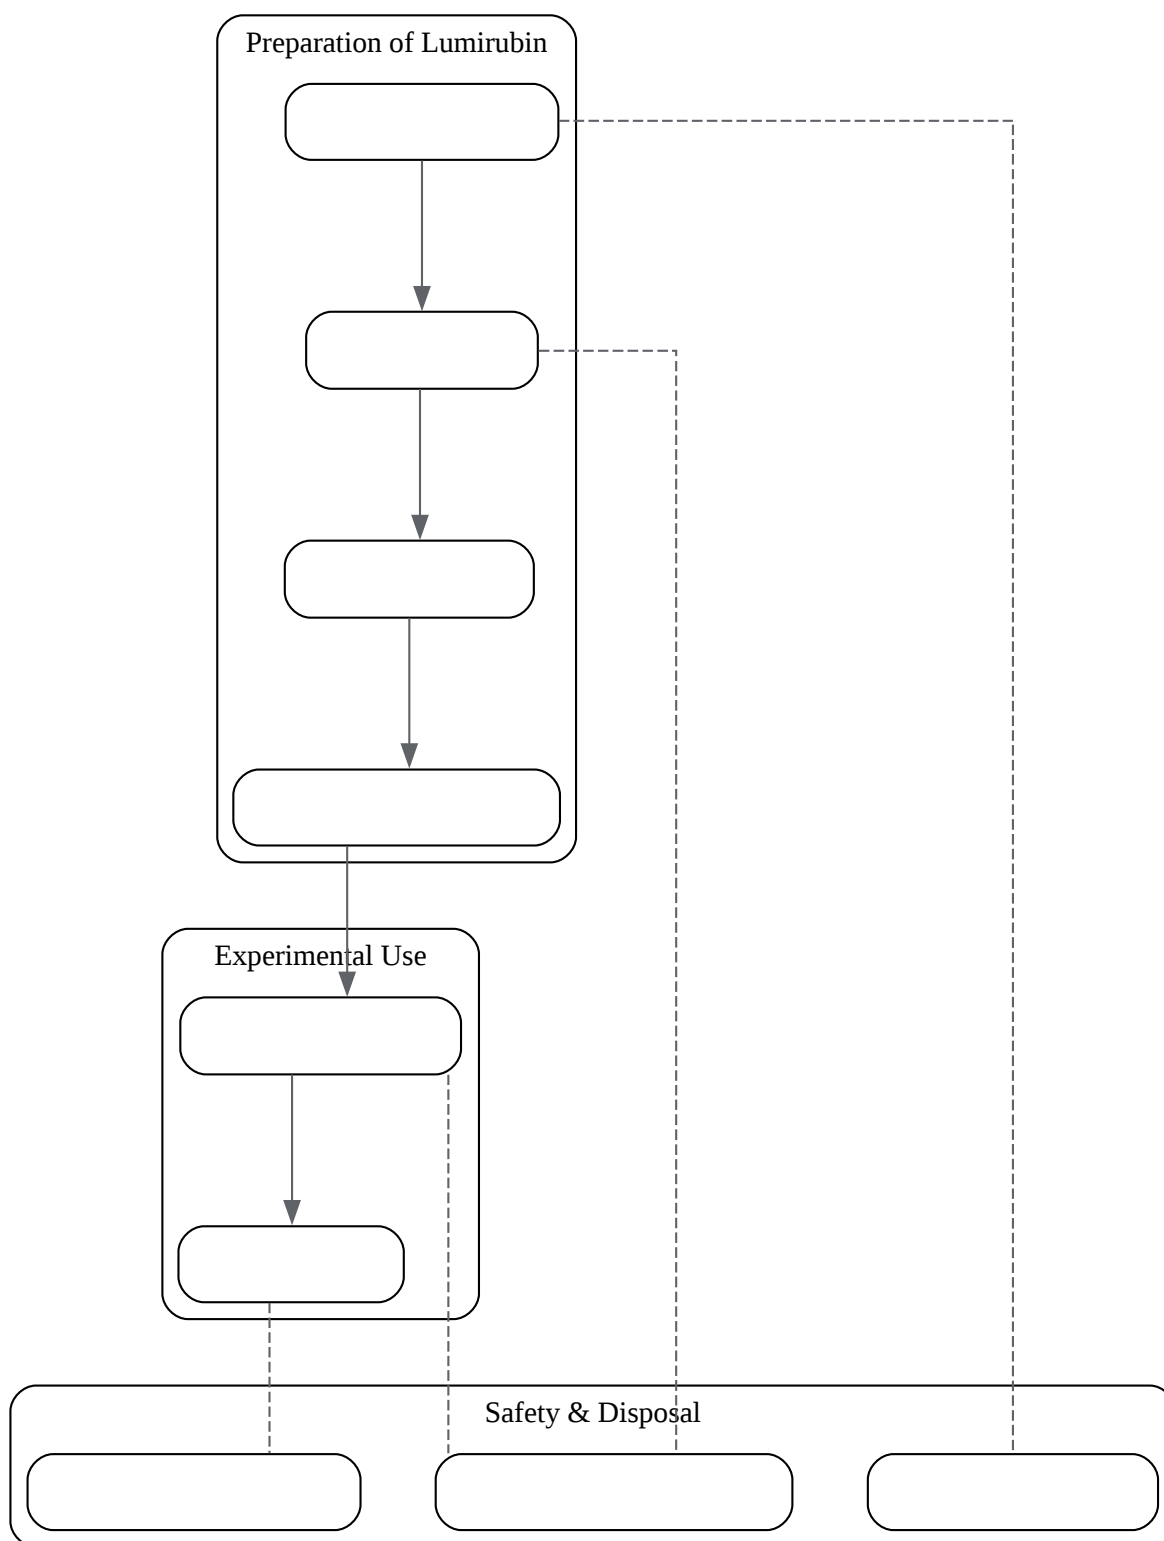 Preparation of Lumirubin
Experimental Use
Safety & Disposal